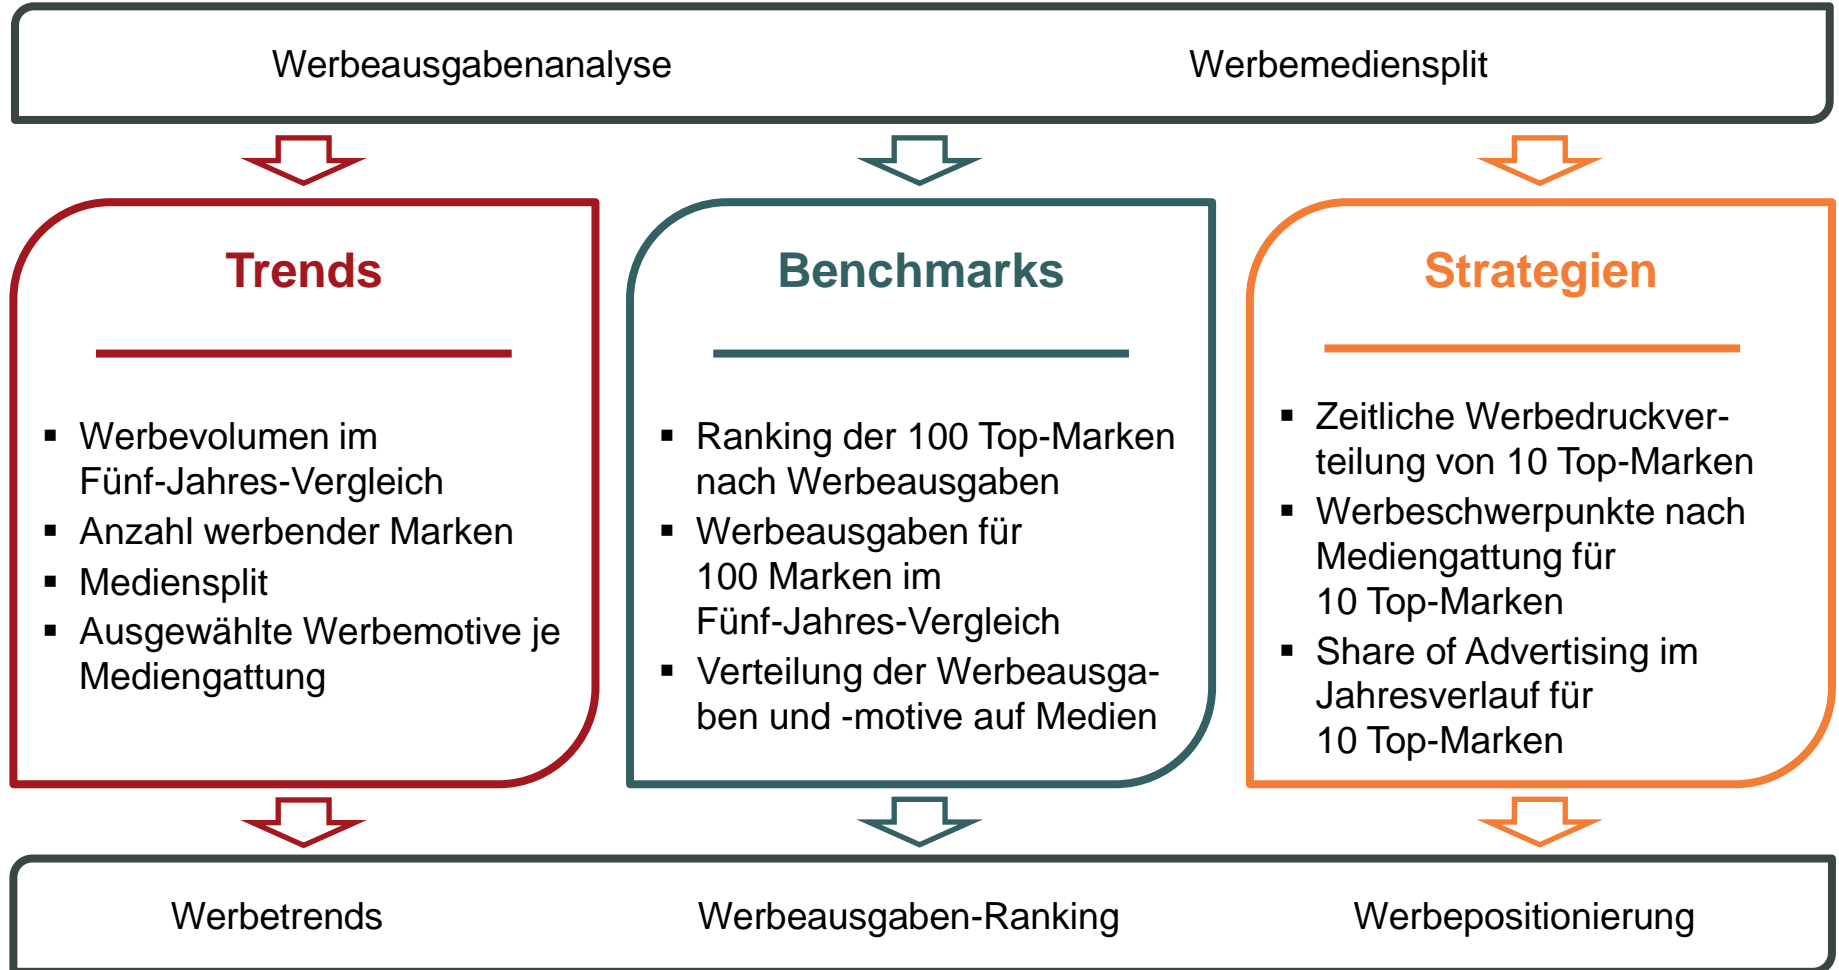 Werbeausgabenanalyse
Werbemediensplit
Trends
▪ Werbevolumen im
Fünf-Jahres-Vergleich
▪ Anzahl werbender Marken
▪ Mediensplit
▪ Ausgewählte Werbemotive je
Mediengattung
Benchmarks
▪ Ranking der 100 Top-Marken
nach Werbeausgaben
▪ Werbeausgaben für
100 Marken im
Fünf-Jahres-Vergleich
▪ Verteilung der Werbeausga-
ben und -motive auf Medien
Strategien
▪ Zeitliche Werbedruckver-
teilung von 10 Top-Marken
▪ Werbeschwerpunkte nach
Mediengattung für
10 Top-Marken
▪ Share of Advertising im
Jahresverlauf für
10 Top-Marken
Werbetrends
Werbeausgaben-Ranking
Werbepositionierung